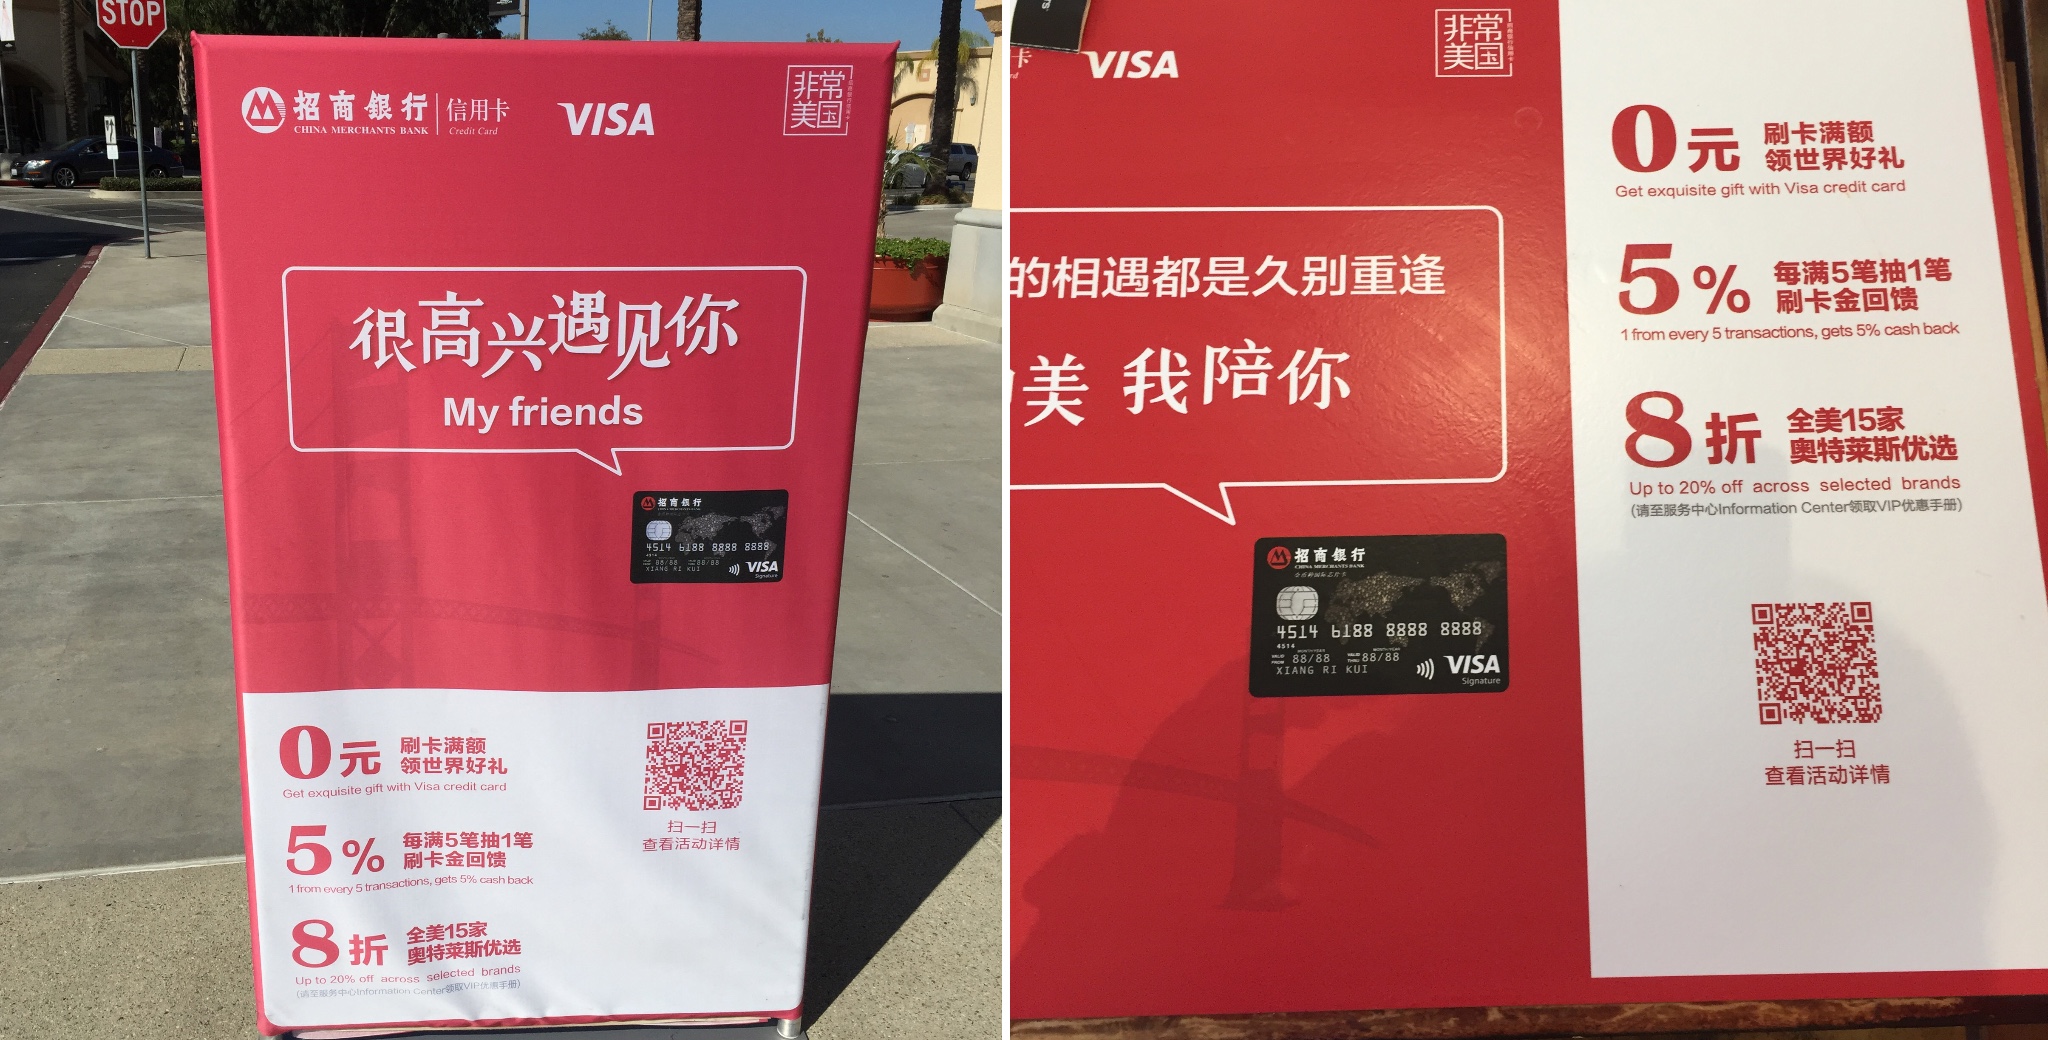 STOP
招商银行 信用卡
CHINA MERCHANTS BANK Credit Card
VISA
非常
美国
很高兴遇见你
My friends
招商银行
4514 6188 8888 8888
4514
88/88 88/88
XIANG RI KUI
VISA
Signature
0元 刷卡满额
领世界好礼
Get exquisite gift with Visa credit card
5% 每满5笔抽1笔
刷卡金回馈
1 from every 5 transactions, gets 5% cash back
8折 全美15家
奥特莱斯优选
Up to 20% off across selected brands
(请至服务中心Information Center领取VIP优惠手册)
扫一扫
查看活动详情
卡
VISA
非常
美国
的相遇都是久别重逢
美 我陪你
招商银行
CHINA MERCHANTS BANK
4514 6188 8888 8888
4514
VALID FROM MONTH/YEAR 88/88 VALID THRU MONTH/YEAR 88/88
XIANG RI KUI
VISA
Signature
0元 刷卡满额
领世界好礼
Get exquisite gift with Visa credit card
5% 每满5笔抽1笔
刷卡金回馈
1 from every 5 transactions, gets 5% cash back
8折 全美15家
奥特莱斯优选
Up to 20% off across selected brands
(请至服务中心Information Center领取VIP优惠手册)
扫一扫
查看活动详情